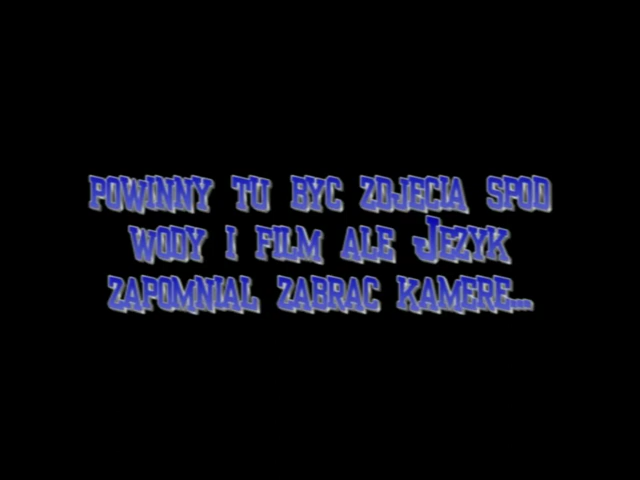 POWINNY TU BYC ZDJECIA SPOD
WODY I FILM ALE JEZYK
ZAPOMNIAL ZABRAC KAMERE...